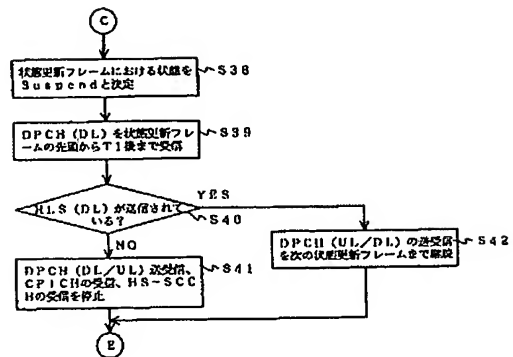 C
状態更新フレームにおける状態を
Suspendと決定
S38
DPCH(DL)を状態更新フレ
ームの先頭からT1後まで受信
S39
HLS(DL)が送信されて
いる?
S40
YES
NO
DPCH(DL/UL)送受信、
CPICHの受信、HS-SCC
Hの受信を停止
S41
DPCH(UL/DL)の送受信
を次の状態更新フレームまで
S42
E